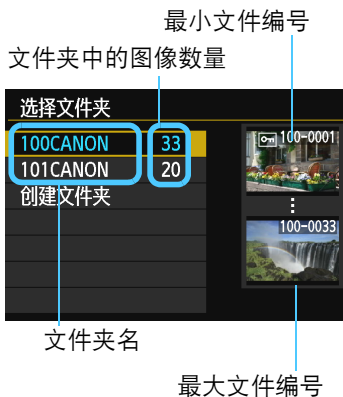 最小文件编号
文件夹中的图像数量
选择文件夹
100CANON 33
101CANON 20
创建文件夹
100-0001
100-0033
文件夹名
最大文件编号